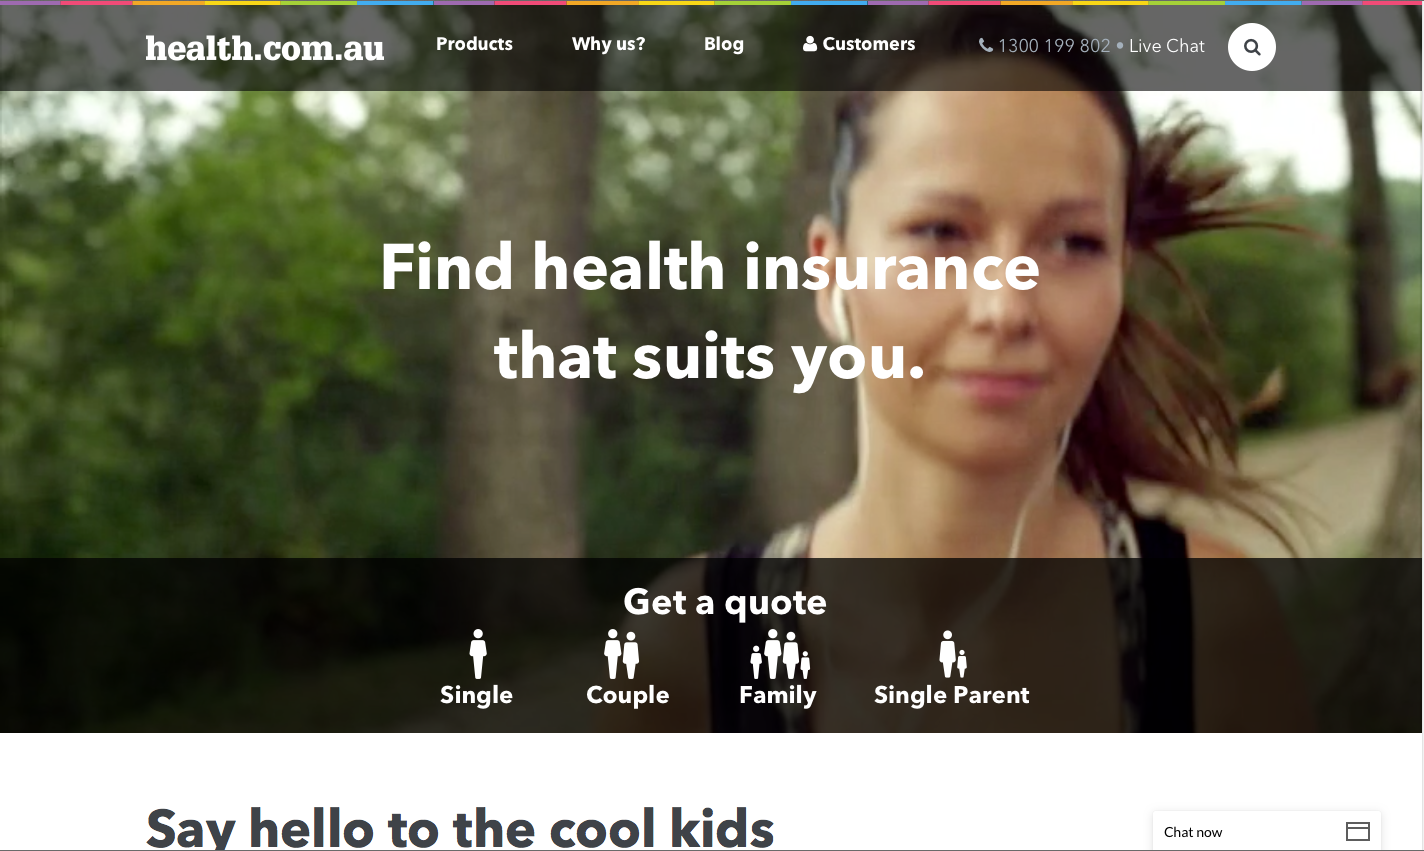 health.com.au
Products
Why us?
Blog
Customers
1300 199 802 • Live Chat
Find health insurance
that suits you.
Get a quote
Single
Couple
Family
Single Parent
Say hello to the cool kids
Chat now